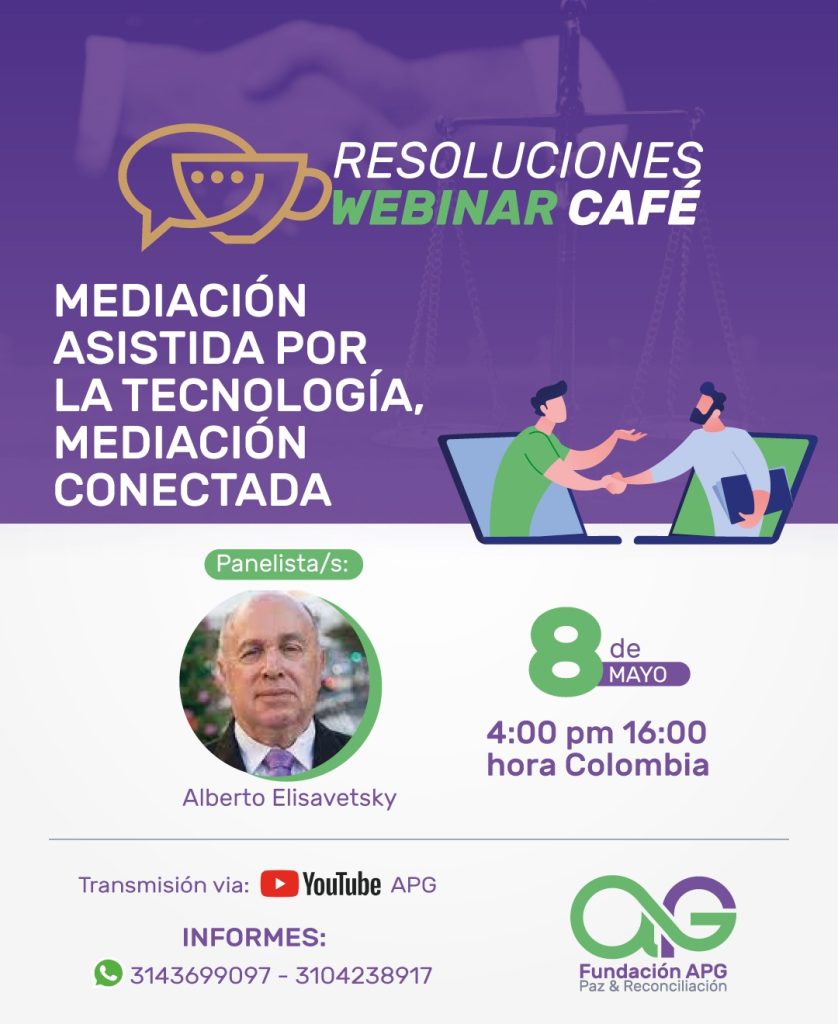 RESOLUCIONES
WEBINAR CAFÉ
MEDIACIÓN
ASISTIDA POR
LA TECNOLOGÍA,
MEDIACIÓN
CONECTADA
Panelista/s:
Alberto Elisavetsky
8 de
MAYO
4:00 pm 16:00
hora Colombia
Transmisión via: YouTube APG
INFORMES:
3143699097 - 3104238917
aPG
Fundación APG
Paz & Reconciliación